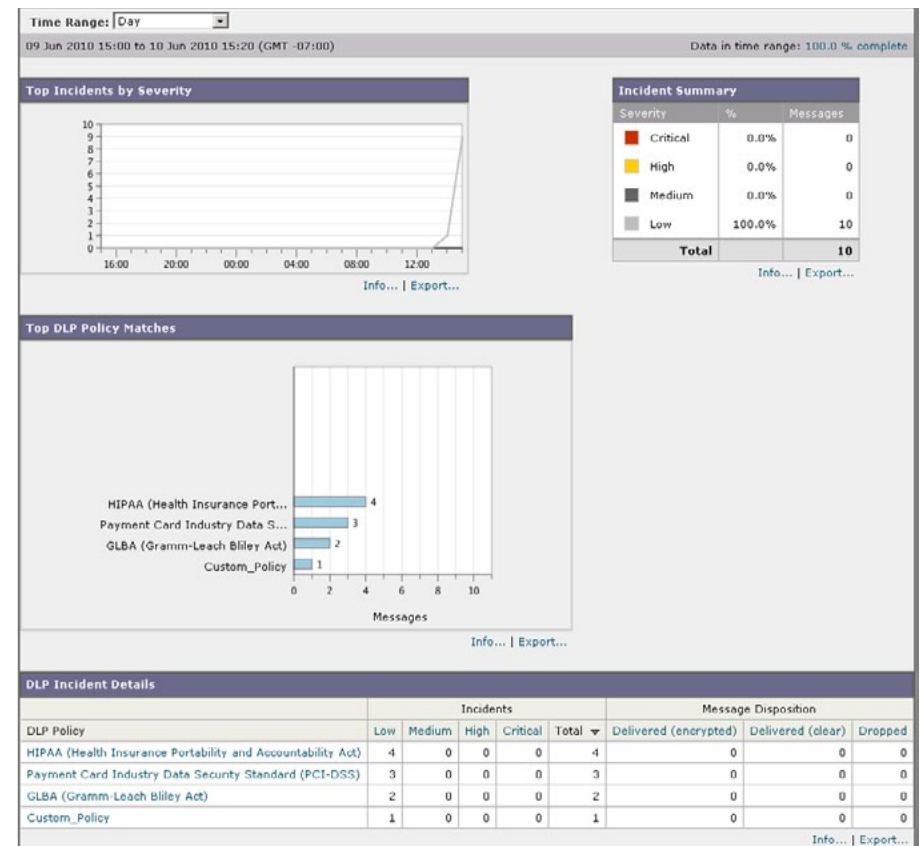 Time Range: Day
09 Jun 2010 15:00 to 10 Jun 2010 15:20 (GMT -07:00) Data in time range: 100.0 % complete
Top Incidents by Severity
10
9
8
7
6
5
4
3
2
1
0
16:00 20:00 00:00 04:00 08:00 12:00
Info... | Export...
Incident Summary
Severity % Messages
Critical 0.0% 0
High 0.0% 0
Medium 0.0% 0
Low 100.0% 10
Total 10
Info... | Export...
Top DLP Policy Matches
HIPAA (Health Insurance Port... 4
Payment Card Industry Data S... 3
GLBA (Gramm-Leach Bliley Act) 2
Custom_Policy 1
0 2 4 6 8 10
Messages
Info... | Export...
DLP Incident Details
Incidents Message Disposition
DLP Policy Low Medium High Critical Total Delivered (encrypted) Delivered (clear) Dropped
HIPAA (Health Insurance Portability and Accountability Act) 4 0 0 0 4 0 0 0
Payment Card Industry Data Security Standard (PCI-DSS) 3 0 0 0 3 0 0 0
GLBA (Gramm-Leach Bliley Act) 2 0 0 0 2 0 0 0
Custom_Policy 1 0 0 0 1 0 0 0
Info... | Export...